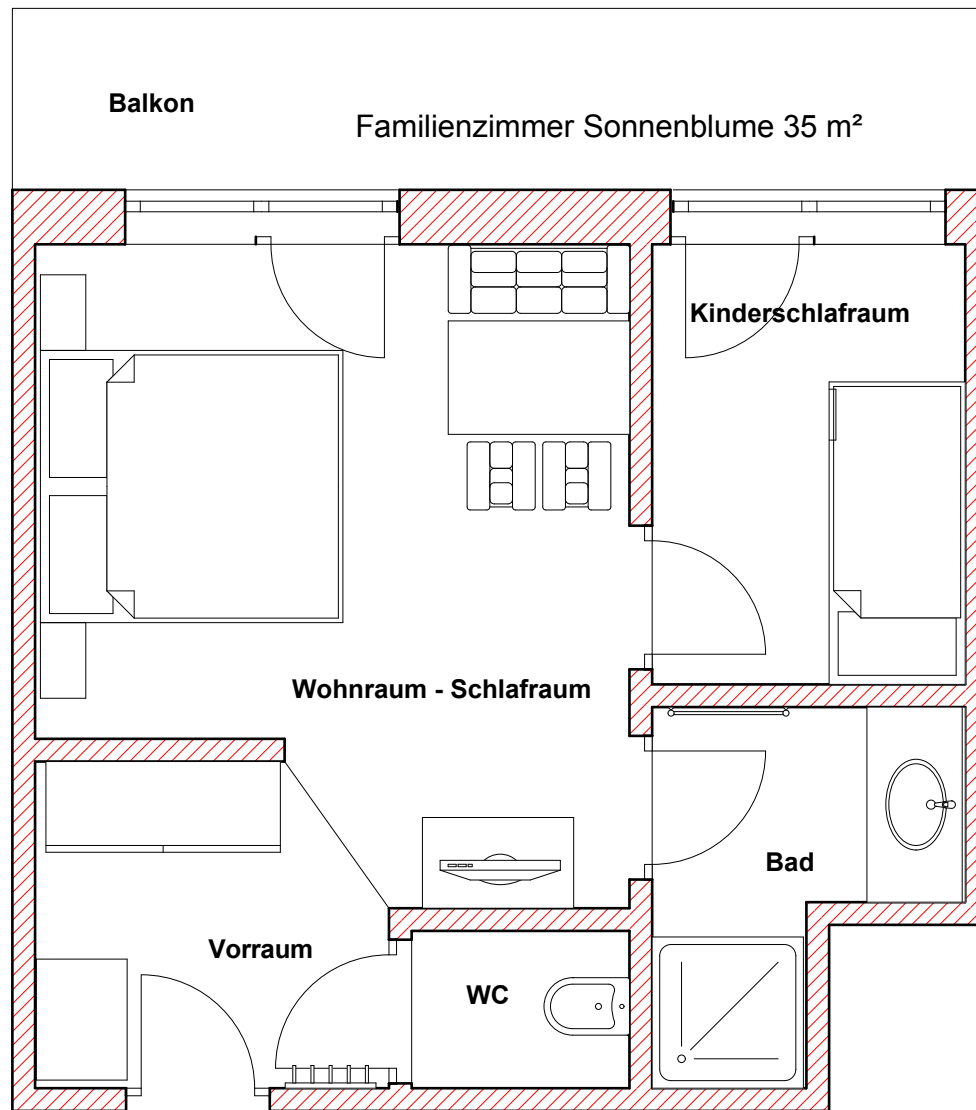 Balkon
Familienzimmer Sonnenblume 35 m²
Kinderschlafraum
Wohnraum - Schlafraum
Bad
Vorraum
WC